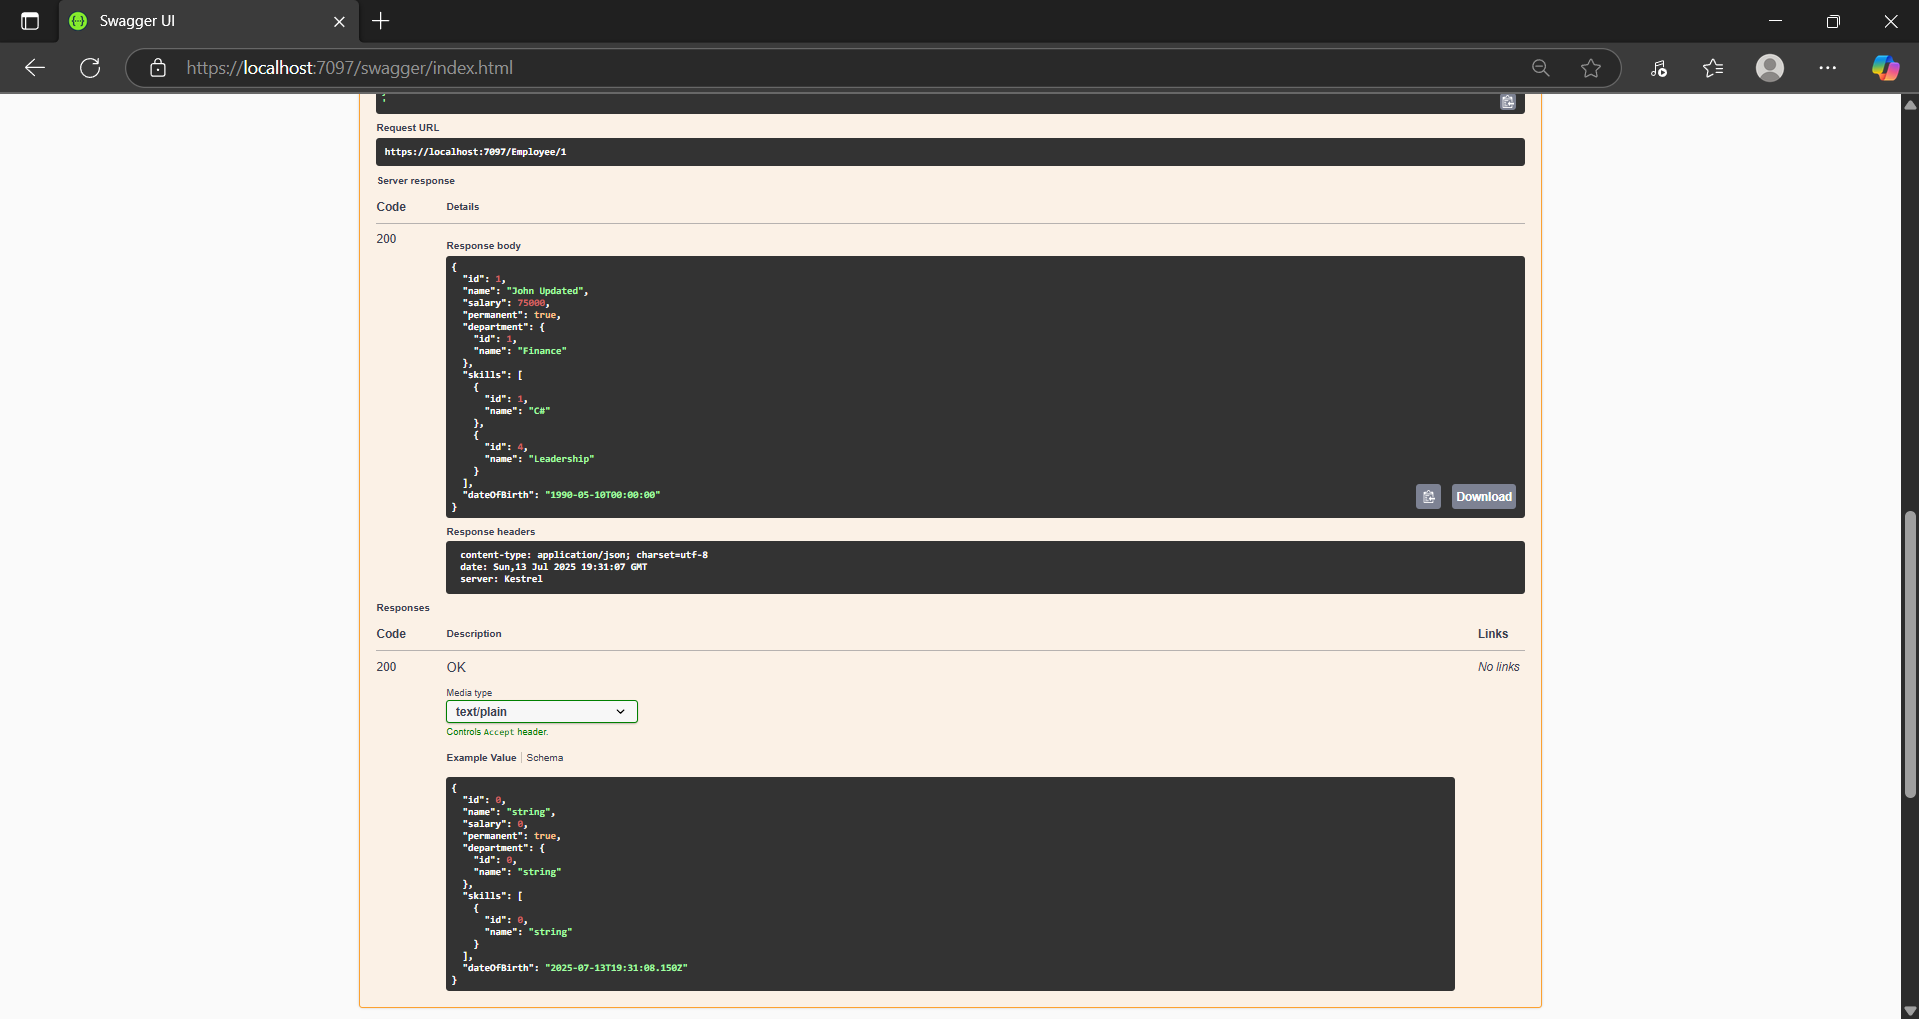 Swagger UI
https://localhost:7097/swagger/index.html
Request URL
https://localhost:7097/Employee/1
Server response
Code Details
200
Response body
{
"id": 1,
"name": "John Updated",
"salary": 75000,
"permanent": true,
"department": {
"id": 1,
"name": "Finance"
},
"skills": [
{
"id": 1,
"name": "C#"
},
{
"id": 4,
"name": "Leadership"
}
],
"dateOfBirth": "1990-05-10T00:00:00"
}
Download
Response headers
content-type: application/json; charset=utf-8
date: Sun,13 Jul 2025 19:31:07 GMT
server: Kestrel
Responses
Code Description Links
200 OK No links
Media type
text/plain
Controls Accept header.
Example Value Schema
{
"id": 0,
"name": "string",
"salary": 0,
"permanent": true,
"department": {
"id": 0,
"name": "string"
},
"skills": [
{
"id": 0,
"name": "string"
}
],
"dateOfBirth": "2025-07-13T19:31:08.150Z"
}